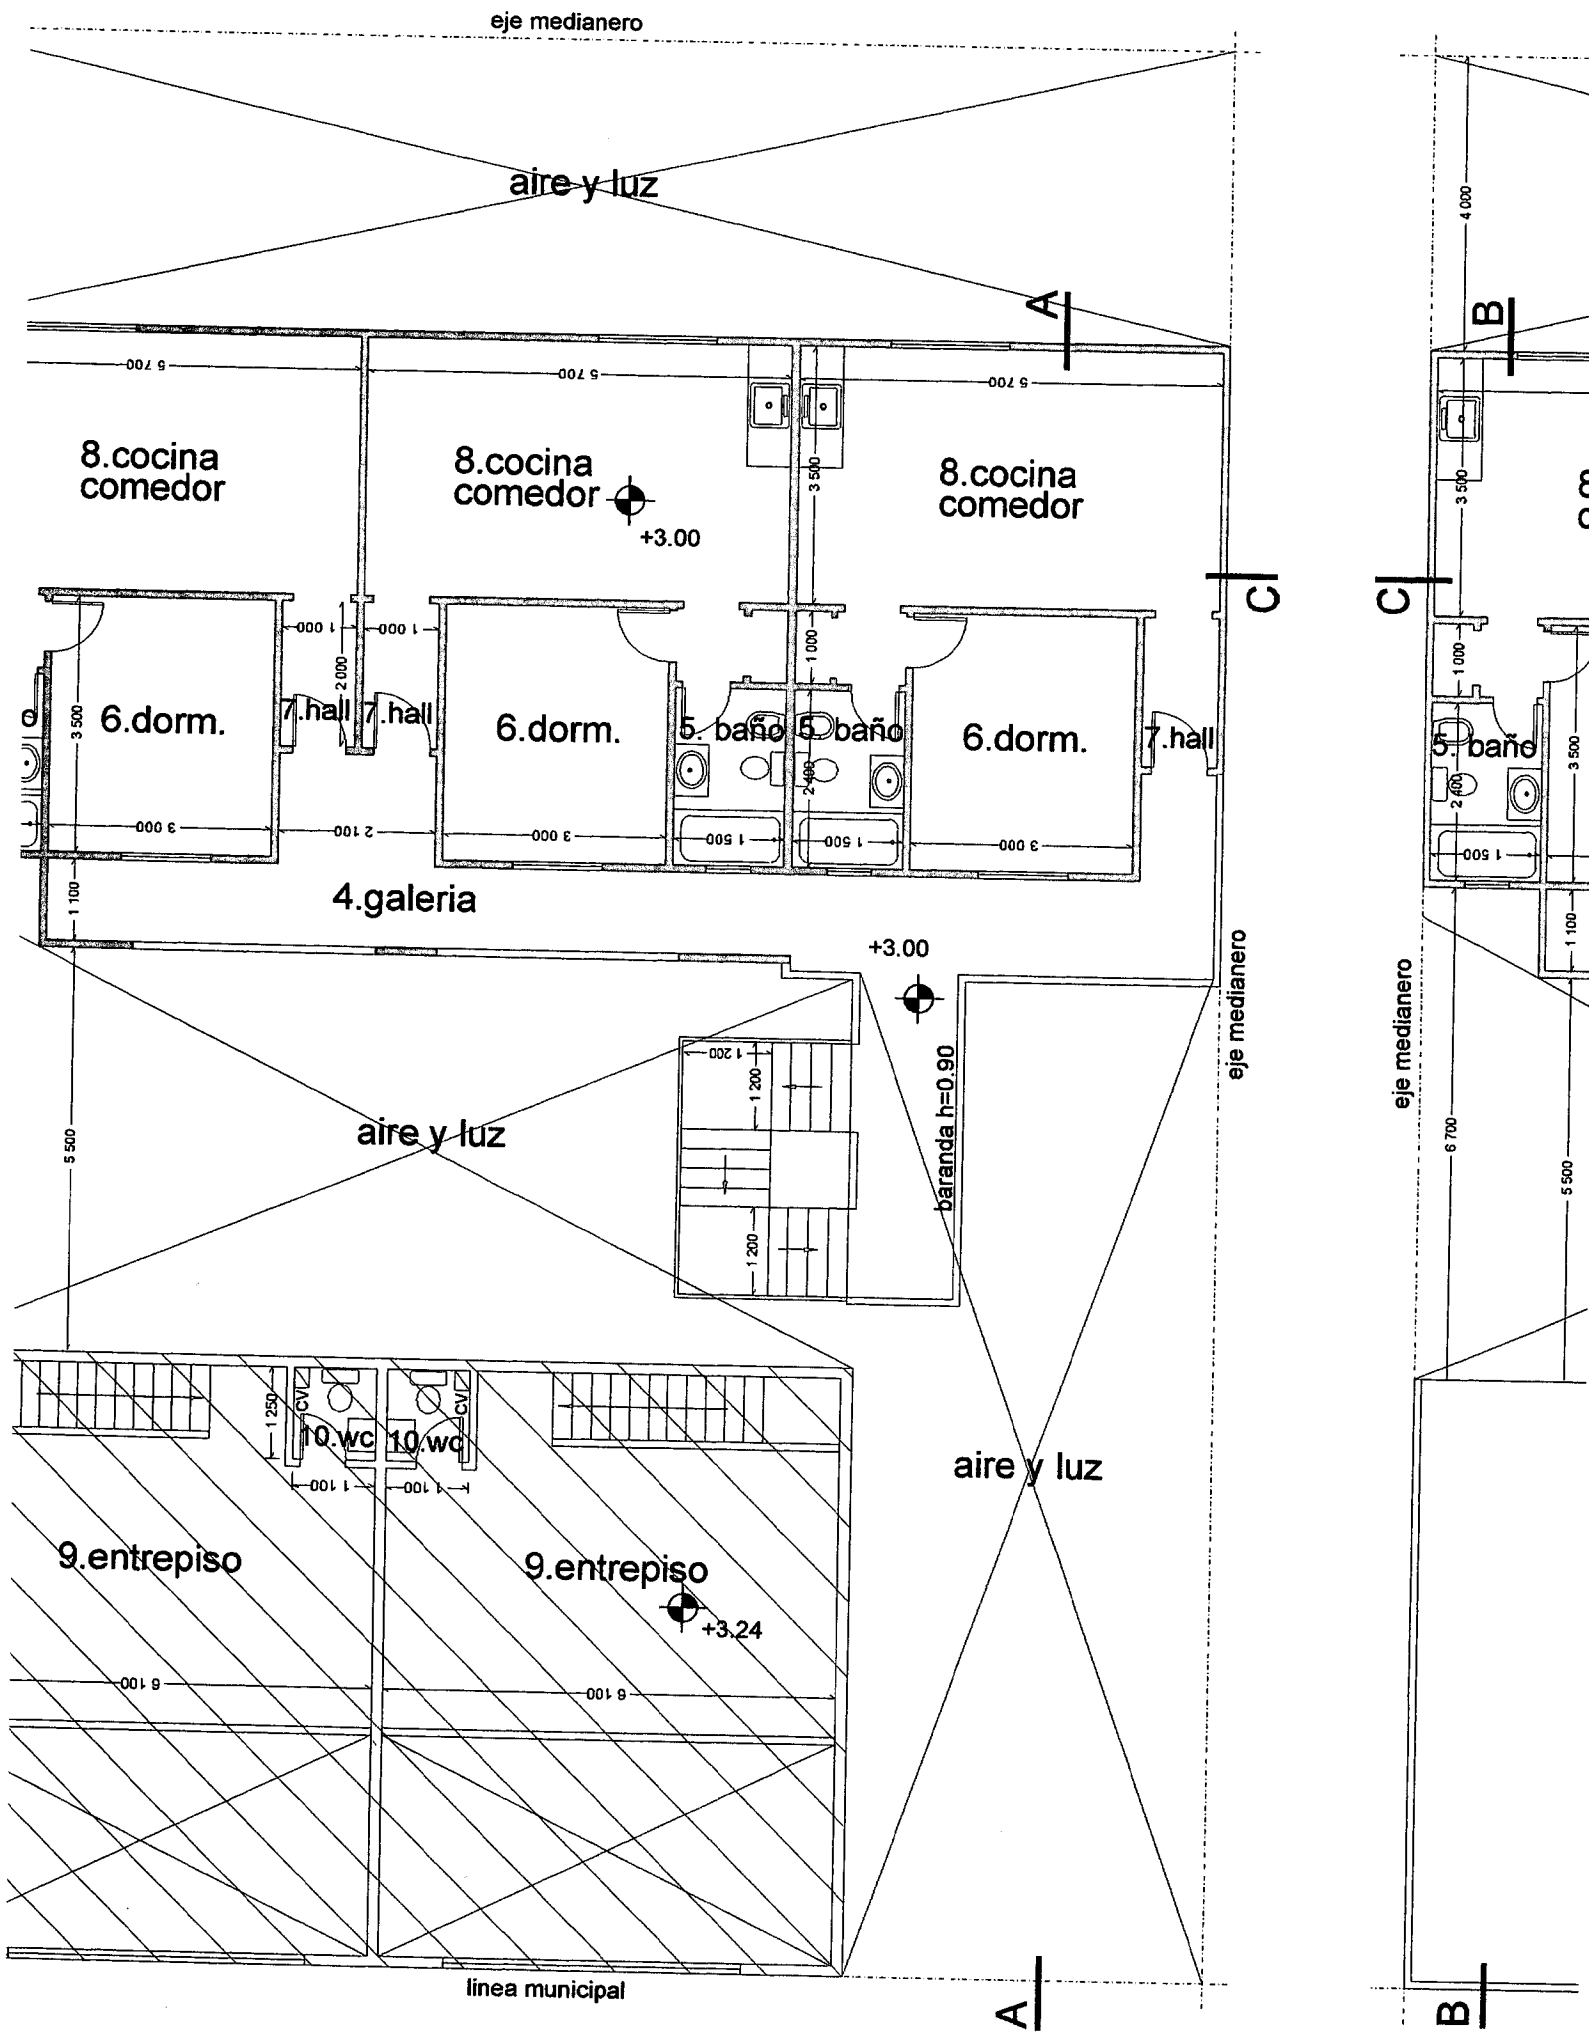 eje medianero
aire y luz
4 000
A
B
5 700
5 700
5 700
8.cocina
comedor
8.cocina
comedor
+3.00
8.cocina
comedor
3 500
3 500
C
C
1 000
1 000
2 000
1 000
1 000
3 500
6.dorm.
7.hall
7.hall
6.dorm.
5. baño
5. baño
6.dorm.
7.hall
5. baño
3 500
2 400
2 400
3 000
2 100
3 000
1 500
1 500
3 000
1 500
1 100
4.galeria
1 100
+3.00
eje medianero
eje medianero
1 200
1 200
baranda h=0.90
aire y luz
5 500
6 700
5 500
1 200
1 250
CV
CV
10.wc
10.wc
1 100
1 100
aire y luz
9.entrepiso
9.entrepiso
+3.24
6 100
6 100
linea municipal
A
B